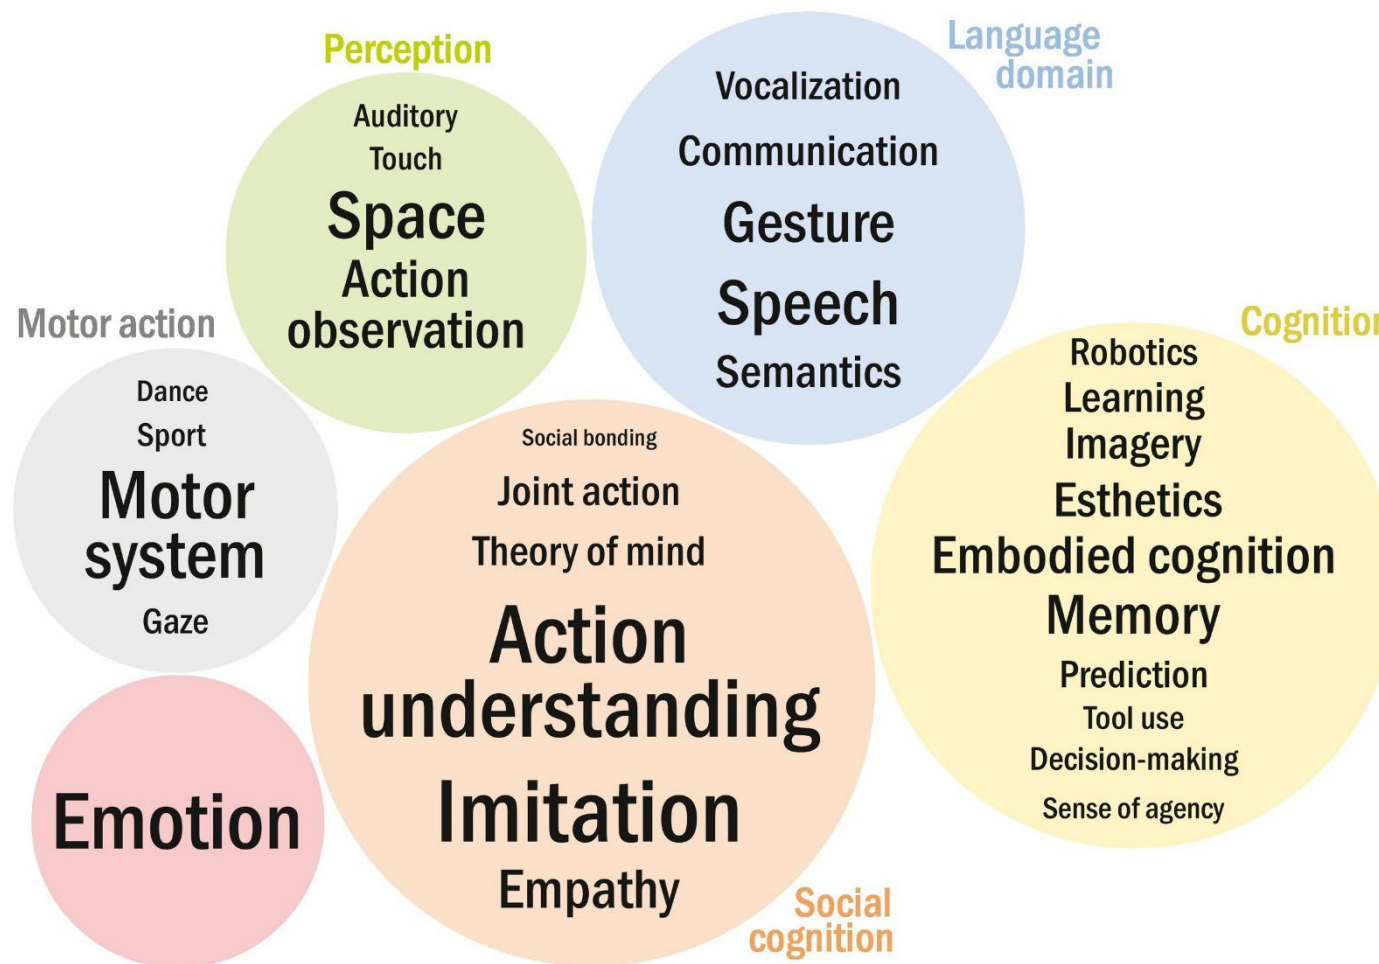 Perception
Auditory
Touch
Space
Action
observation
Language
domain
Vocalization
Communication
Gesture
Speech
Semantics
Motor action
Dance
Sport
Motor
system
Gaze
Cognition
Robotics
Learning
Imagery
Esthetics
Embodied cognition
Memory
Prediction
Tool use
Decision-making
Sense of agency
Social bonding
Joint action
Theory of mind
Action
understanding
Imitation
Empathy
Social
cognition
Emotion